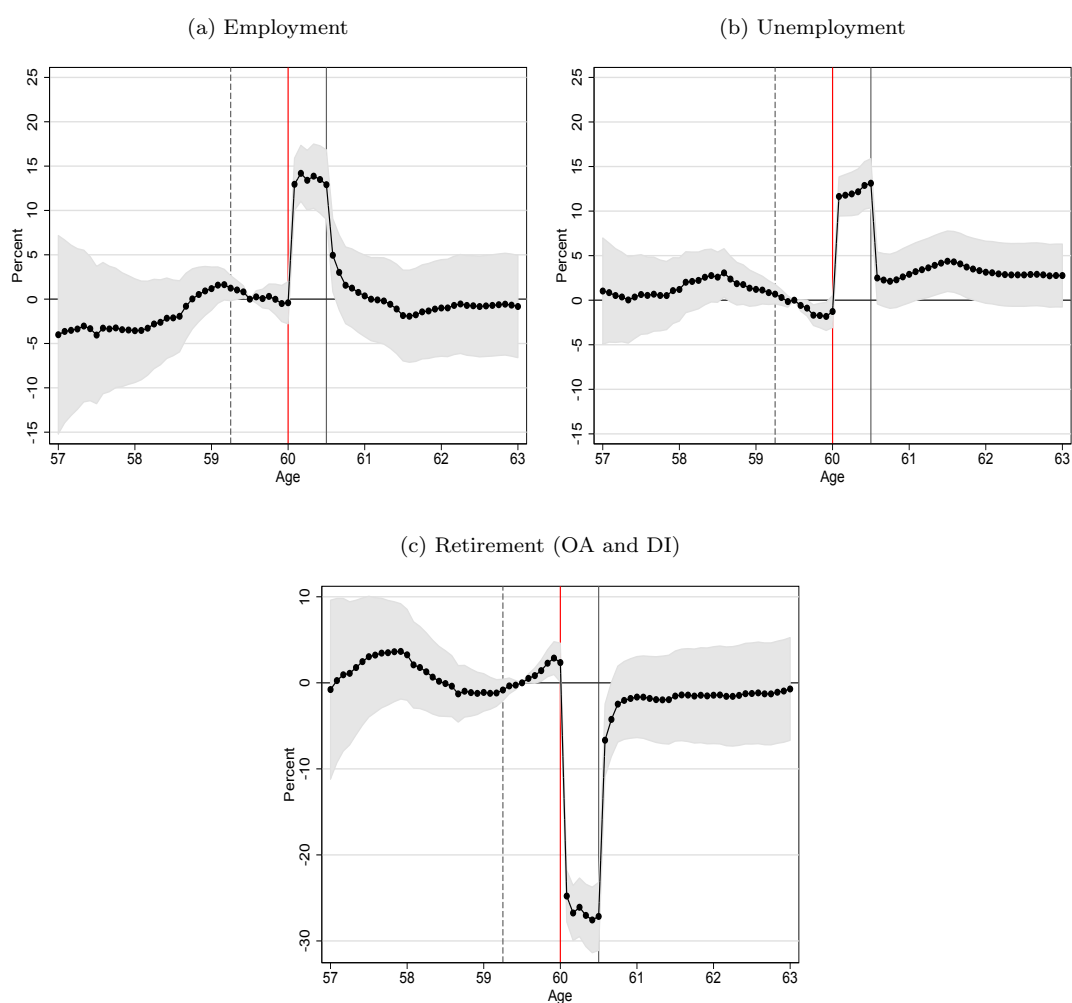 (a) Employment
Percent
25
20
15
10
5
0
-5
-10
-15
57 58 59 60 61 62 63
Age
(b) Unemployment
Percent
25
20
15
10
5
0
-5
-10
-15
57 58 59 60 61 62 63
Age
(c) Retirement (OA and DI)
Percent
10
0
-10
-20
-30
57 58 59 60 61 62 63
Age